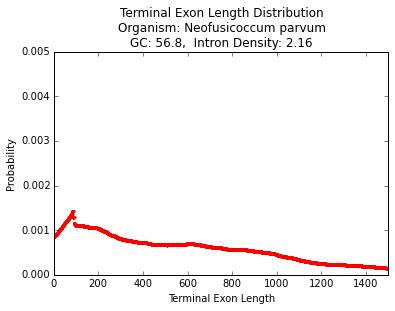 Terminal Exon Length Distribution
Organism: Neofusicoccum parvum
GC: 56.8,  Intron Density: 2.16
0.005
0.004
0.003
0.002
0.001
0.000
Probability
0 200 400 600 800 1000 1200 1400
Terminal Exon Length